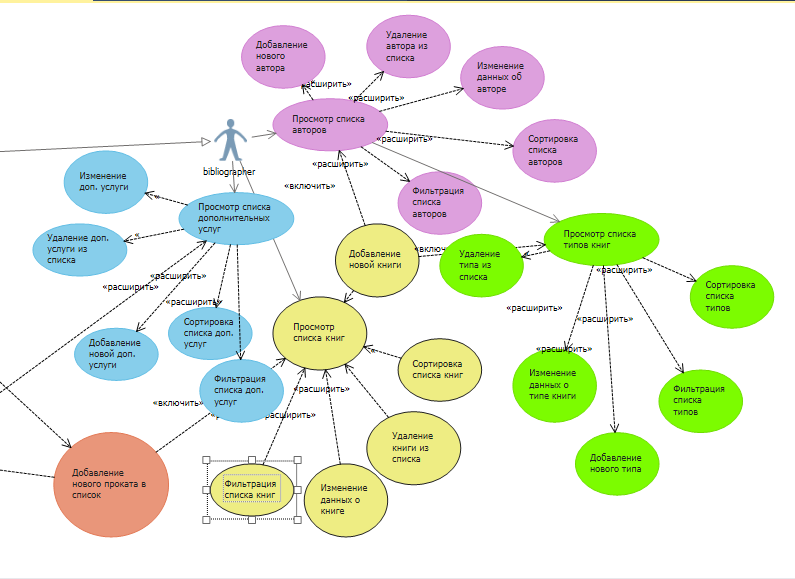 Добавление
нового
автора
Удаление
автора из
списка
Изменение
данных об
авторе
Просмотр списка
авторов
Сортировка
списка
авторов
Фильтрация
списка
авторов
«расширить»
«расширить»
«расширить»
«расширить»
«включить»
bibliographer
Изменение
доп. услуги
Просмотр списка
дополнительных
услуг
Удаление доп.
услуги из
списка
«расширить»
«расширить»
«расширить»
Добавление
новой доп.
услуги
Сортировка
списка доп.
услуг
Фильтрация
списка доп.
услуг
Добавление
новой книги
Удаление
типа из
списка
Просмотр списка
типов книг
«расширить»
Сортировка
списка
типов
«расширить»
«расширить»
«расширить»
Изменение
данных о
типе книги
Фильтрация
списка
типов
Добавление
нового типа
Просмотр
списка книг
Сортировка
списка книг
«расширить»
«включить»
Удаление
книги из
списка
Добавление
нового проката в
список
Фильтрация
списка книг
Изменение
данных о
книге